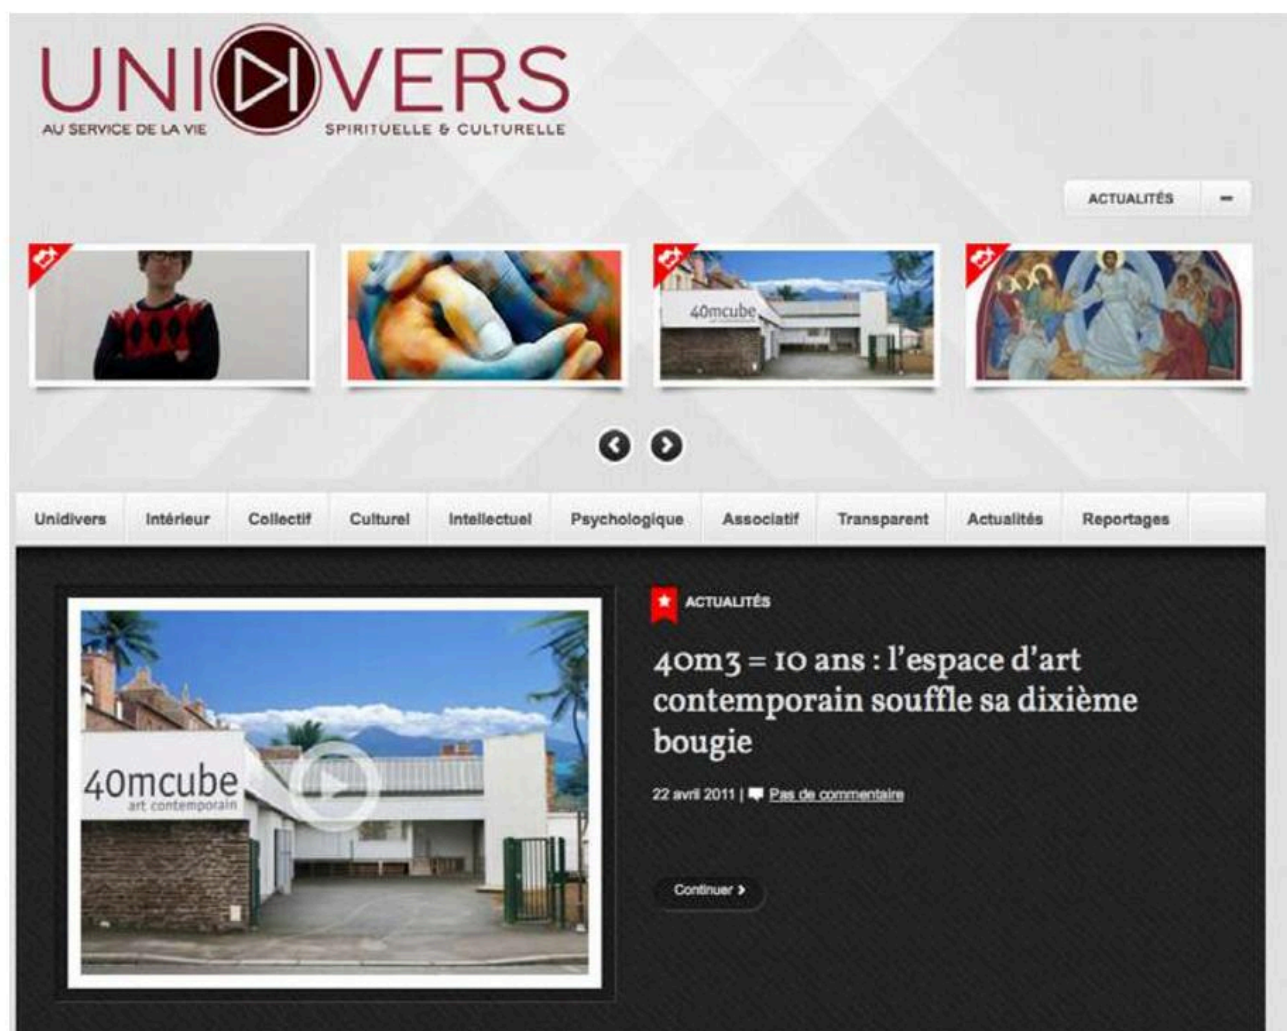 UNIDIVERS
AU SERVICE DE LA VIE SPIRITUELLE & CULTURELLE
ACTUALITÉS
40mcube
art contemporain
Unidivers Intérieur Collectif Culturel Intellectuel Psychologique Associatif Transparent Actualités Reportages
ACTUALITÉS
40m3 = 10 ans : l’espace d’art
contemporain souffle sa dixième
bougie
22 avril 2011 | Pas de commentaire
40mcube
art contemporain
Continuer